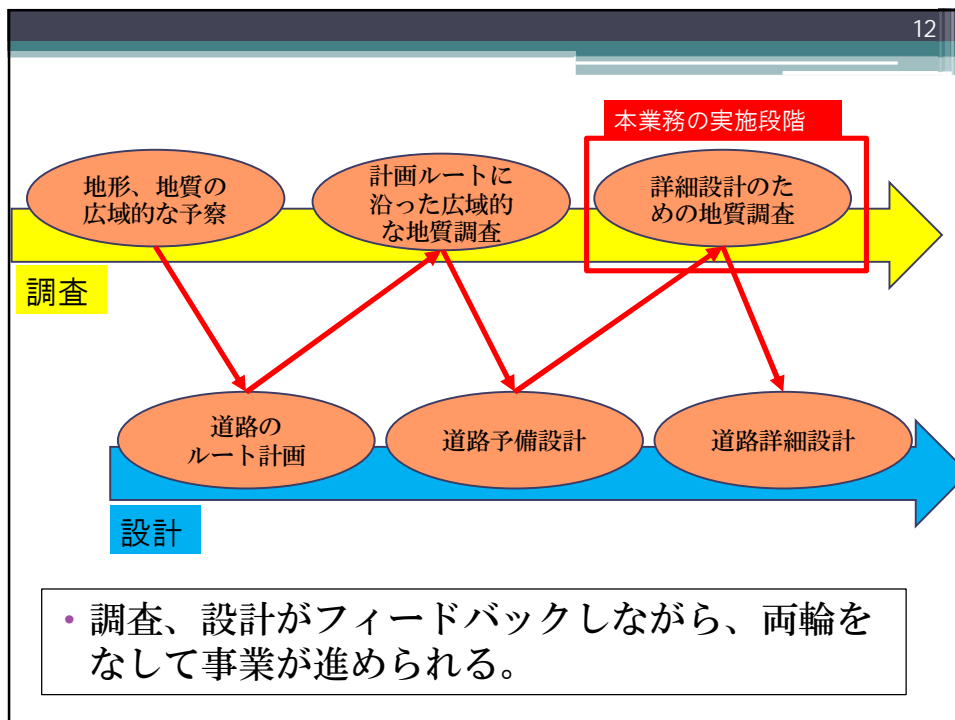 12
本業務の実施段階
地形、地質の
広域的な予察
計画ルートに
沿った広域的
な地質調査
詳細設計のた
めの地質調査
調査
道路の
ルート計画
道路予備設計
道路詳細設計
設計
・調査、設計がフィードバックしながら、両輪を
なして事業が進められる。